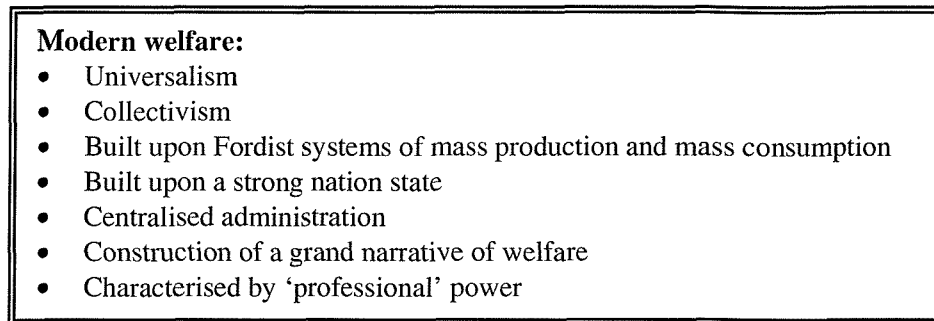 Modern welfare:
• Universalism
• Collectivism
• Built upon Fordist systems of mass production and mass consumption
• Built upon a strong nation state
• Centralised administration
• Construction of a grand narrative of welfare
• Characterised by ‘professional’ power